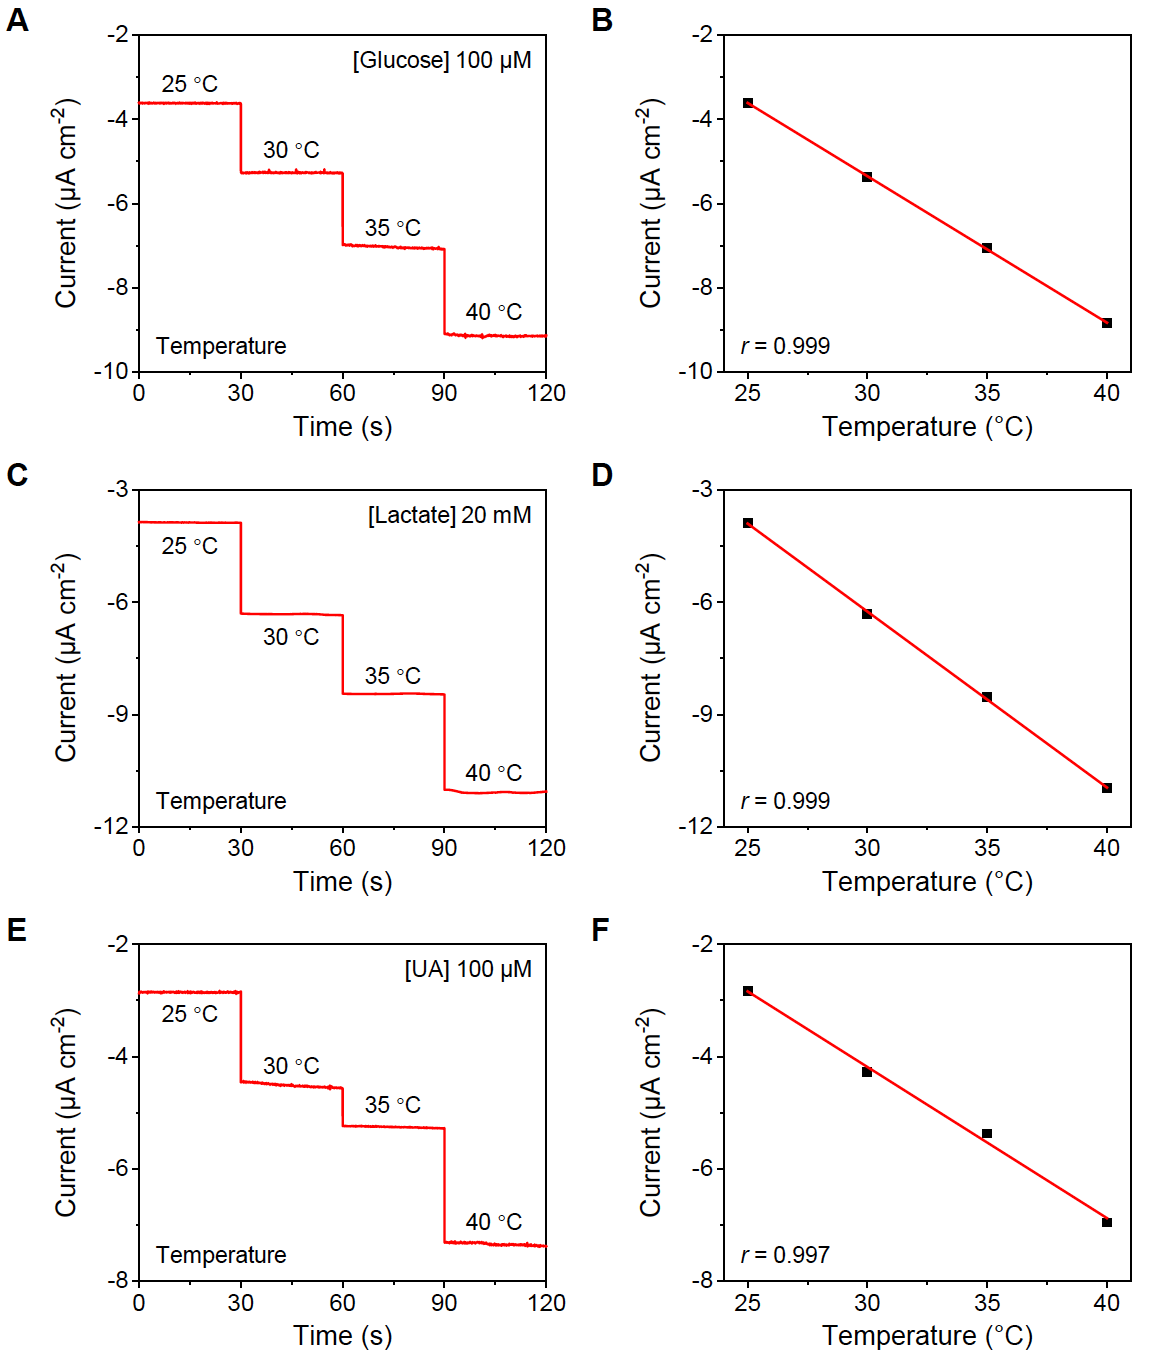 A
-2
-4
-6
-8
-10
Current (µA cm-2)
25 °C
30 °C
35 °C
40 °C
[Glucose] 100 µM
Temperature
0 30 60 90 120
Time (s)
B
-2
-4
-6
-8
-10
Current (µA cm-2)
r = 0.999
25 30 35 40
Temperature (°C)
C
-3
-6
-9
-12
Current (µA cm-2)
[Lactate] 20 mM
25 °C
30 °C
35 °C
40 °C
Temperature
0 30 60 90 120
Time (s)
D
-3
-6
-9
-12
Current (µA cm-2)
r = 0.999
25 30 35 40
Temperature (°C)
E
-2
-4
-6
-8
Current (µA cm-2)
[UA] 100 µM
25 °C
30 °C
35 °C
40 °C
Temperature
0 30 60 90 120
Time (s)
F
-2
-4
-6
-8
Current (µA cm-2)
r = 0.997
25 30 35 40
Temperature (°C)